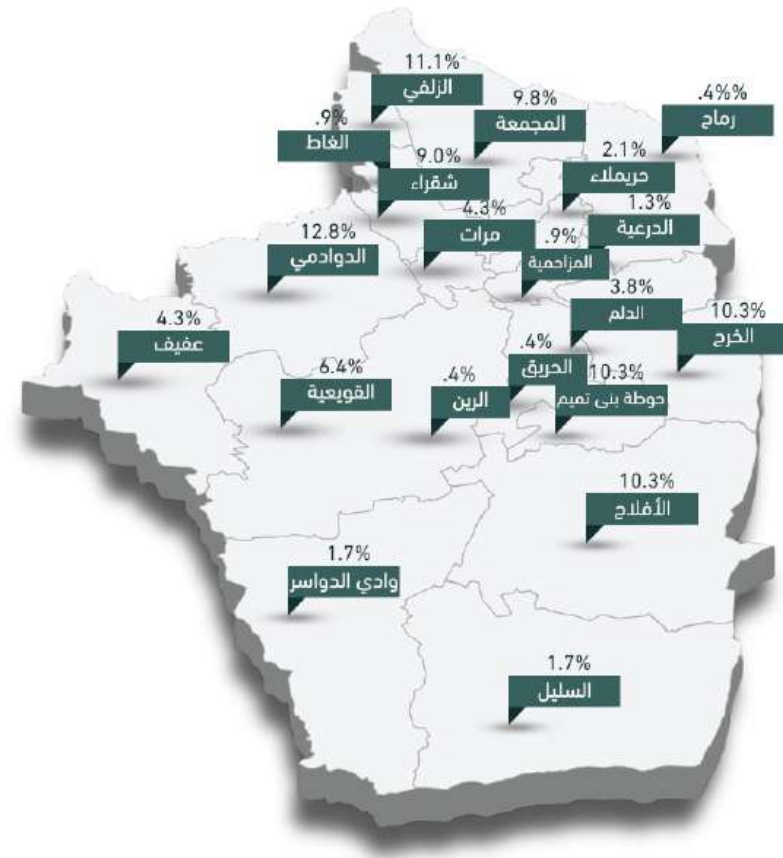 11.1%
الزلفي
9.8%
المجمعة
.4%%
رماح
.9%
الغاط
9.0%
شقراء
2.1%
حريملاء
4.3%
مرات
1.3%
الدرعية
12.8%
الدوادمي
.9%
المزاحمية
3.8%
الدلم
10.3%
الخرج
4.3%
عفيف
6.4%
القويعية
.4%
الرين
.4%
الحريق
10.3%
حوطة بنى تميم
10.3%
الأفلاج
1.7%
وادي الدواسر
1.7%
السليل